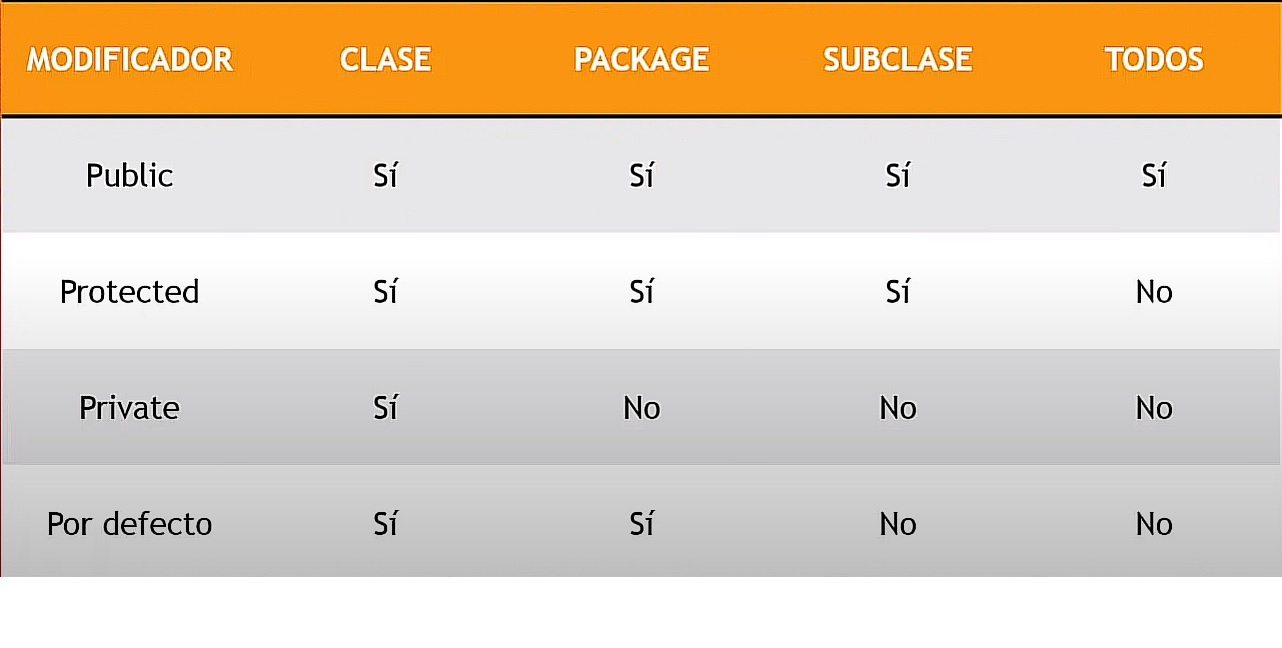 MODIFICADOR CLASE PACKAGE SUBCLASE TODOS
Public Sí Sí Sí Sí
Protected Sí Sí Sí No
Private Sí No No No
Por defecto Sí Sí No No